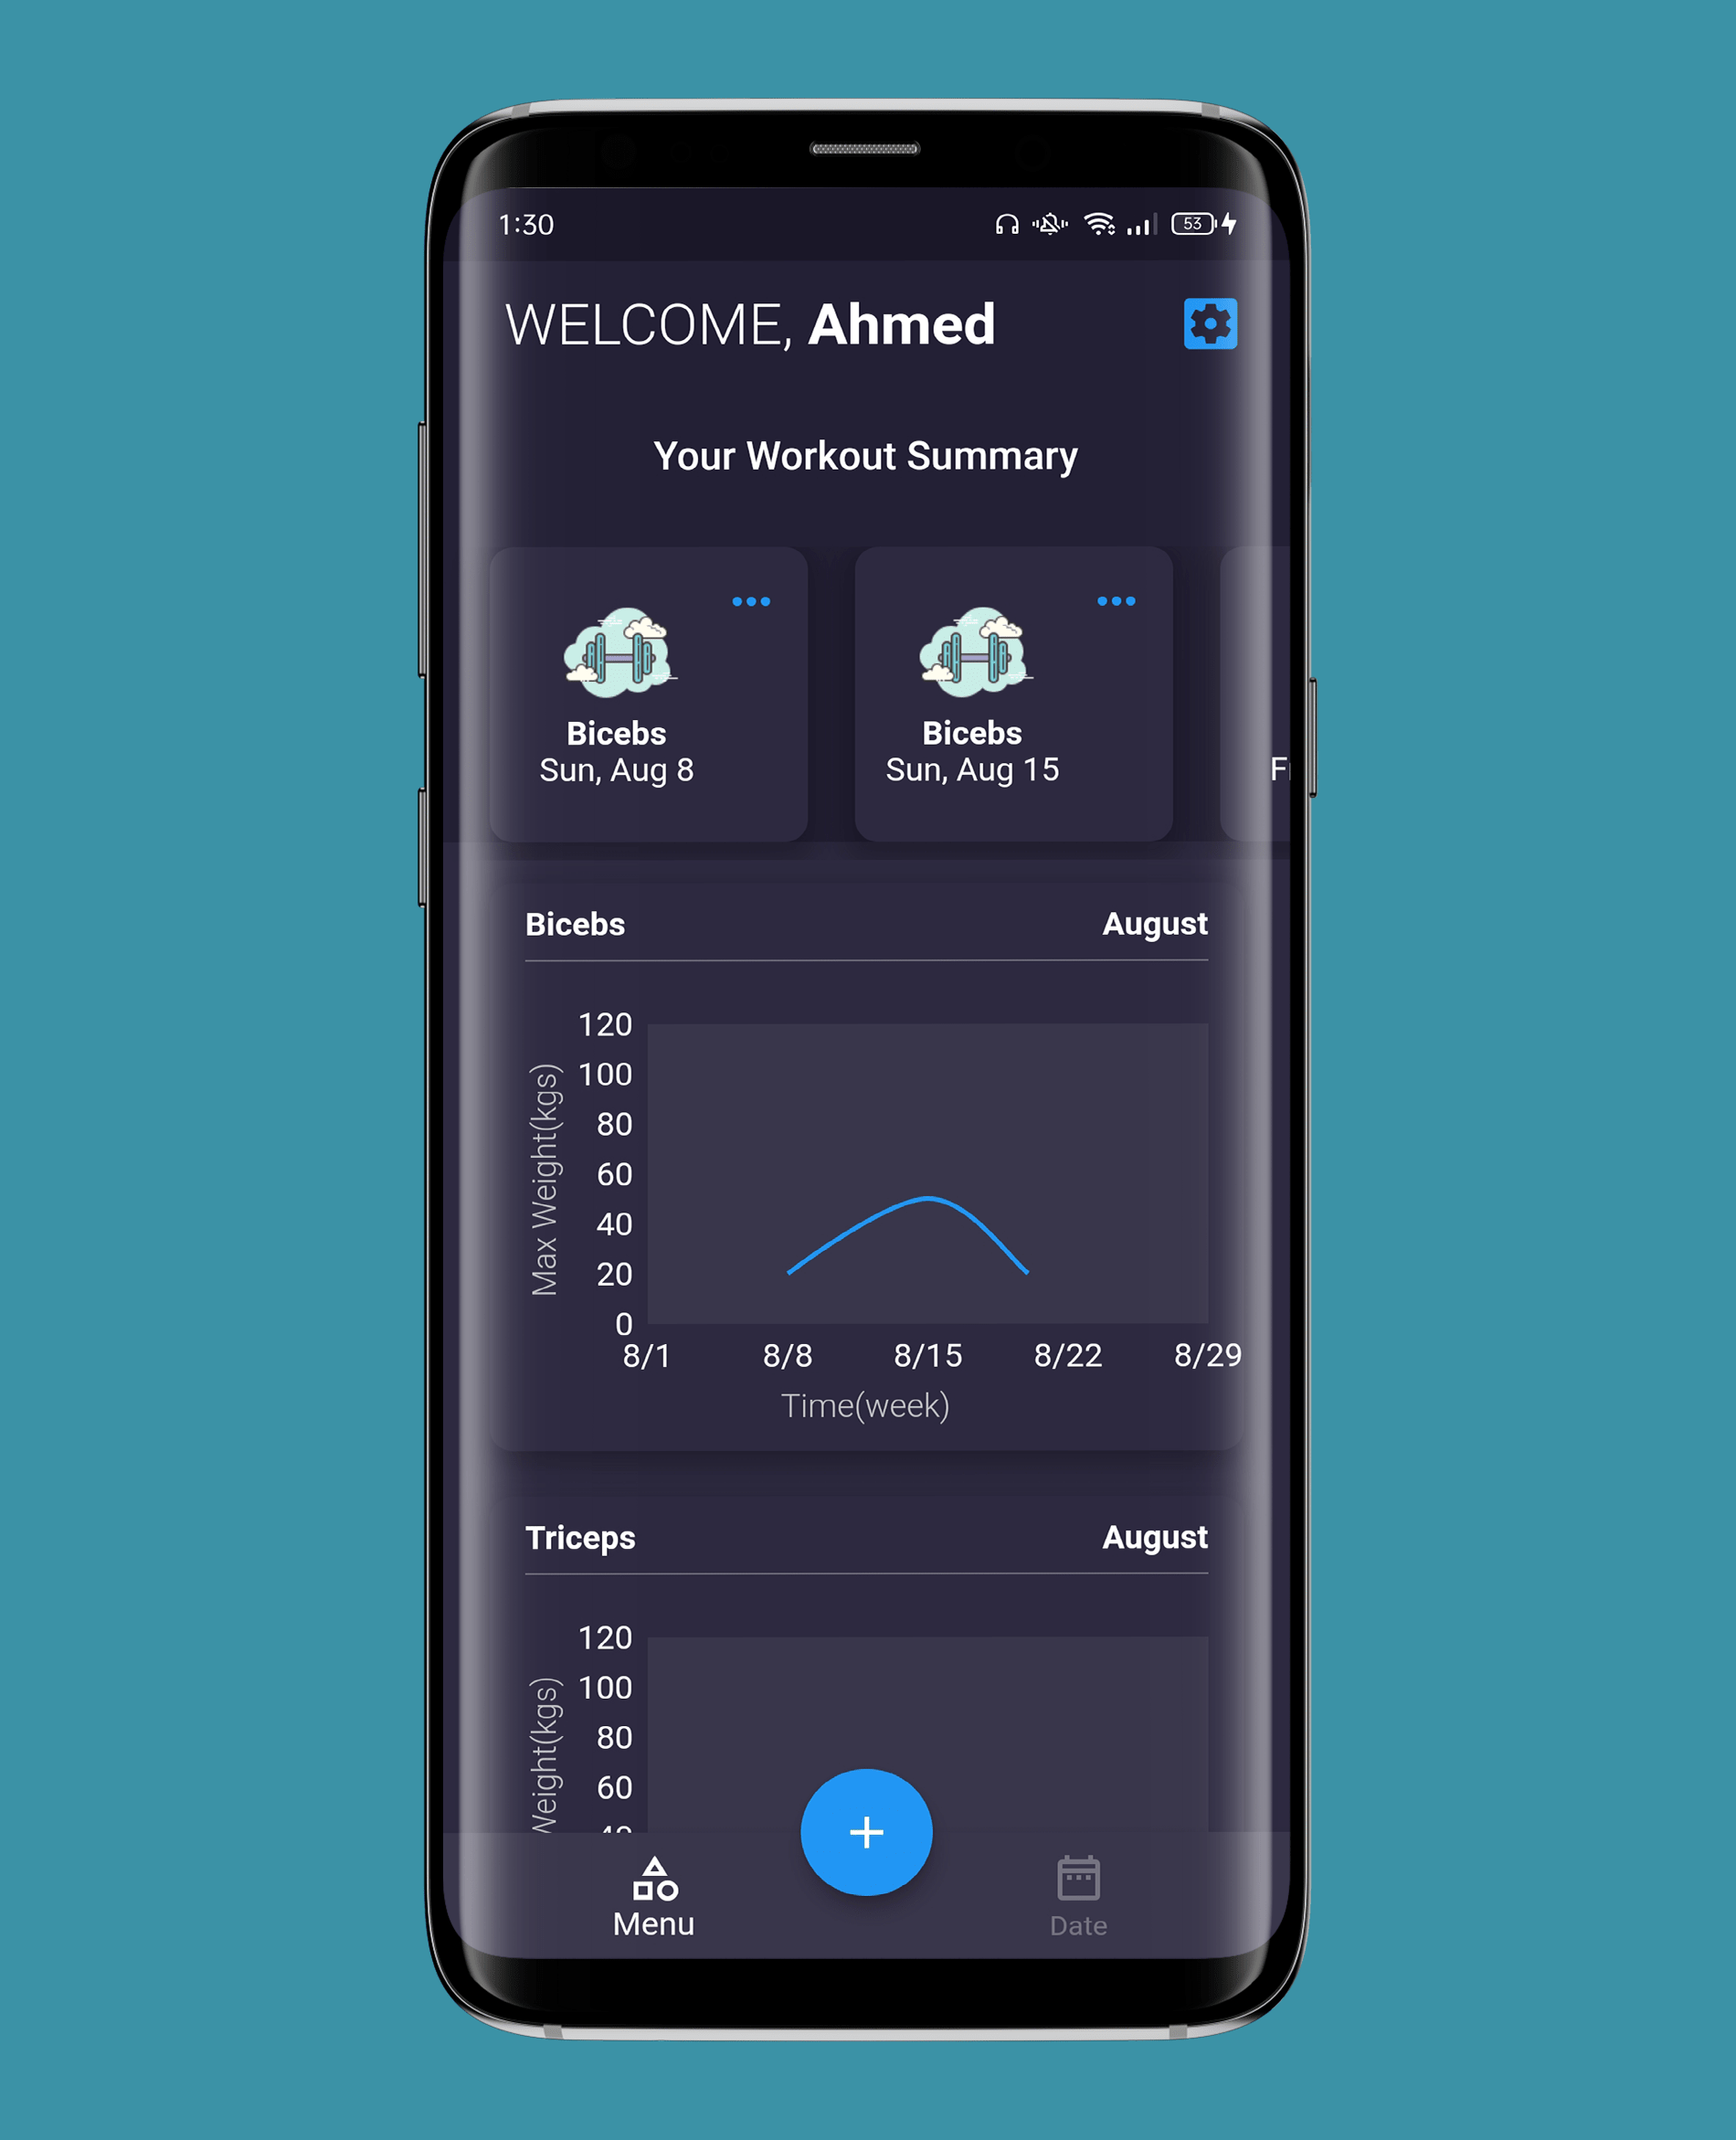 1:30
53
WELCOME, Ahmed
Your Workout Summary
Bicebs
Sun, Aug 8
Bicebs
Sun, Aug 15
Bicebs August
Max Weight(kgs)
120
100
80
60
40
20
0
8/1 8/8 8/15 8/22 8/29
Time(week)
Triceps August
Weight(kgs)
120
100
80
60
Menu
Date